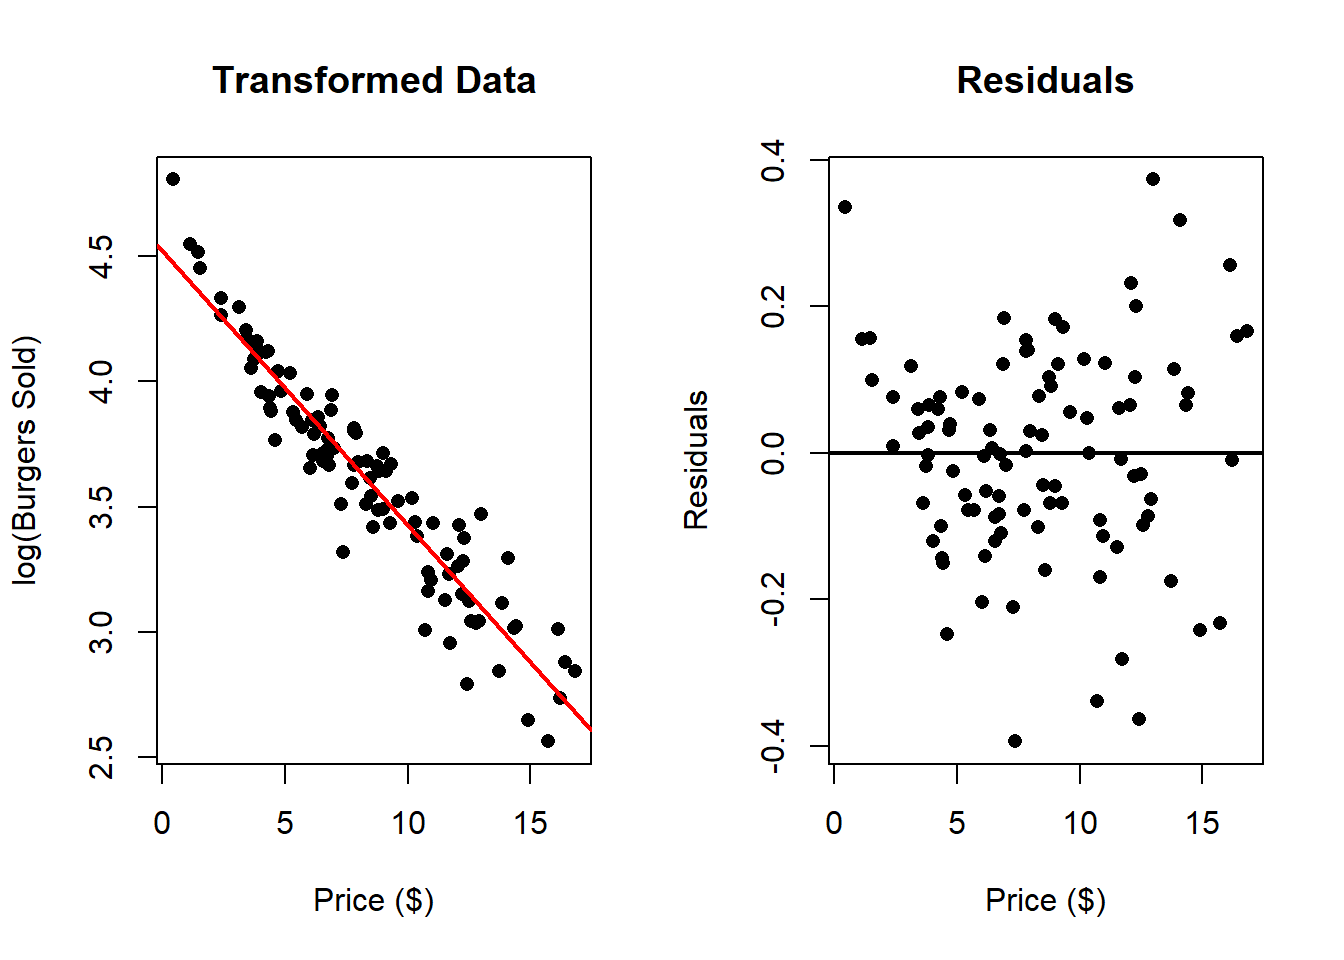 Transformed Data
log(Burgers Sold)
4.5
4.0
3.5
3.0
2.5
0 5 10 15
Price ($)
Residuals
Residuals
0.4
0.2
0.0
-0.2
-0.4
0 5 10 15
Price ($)